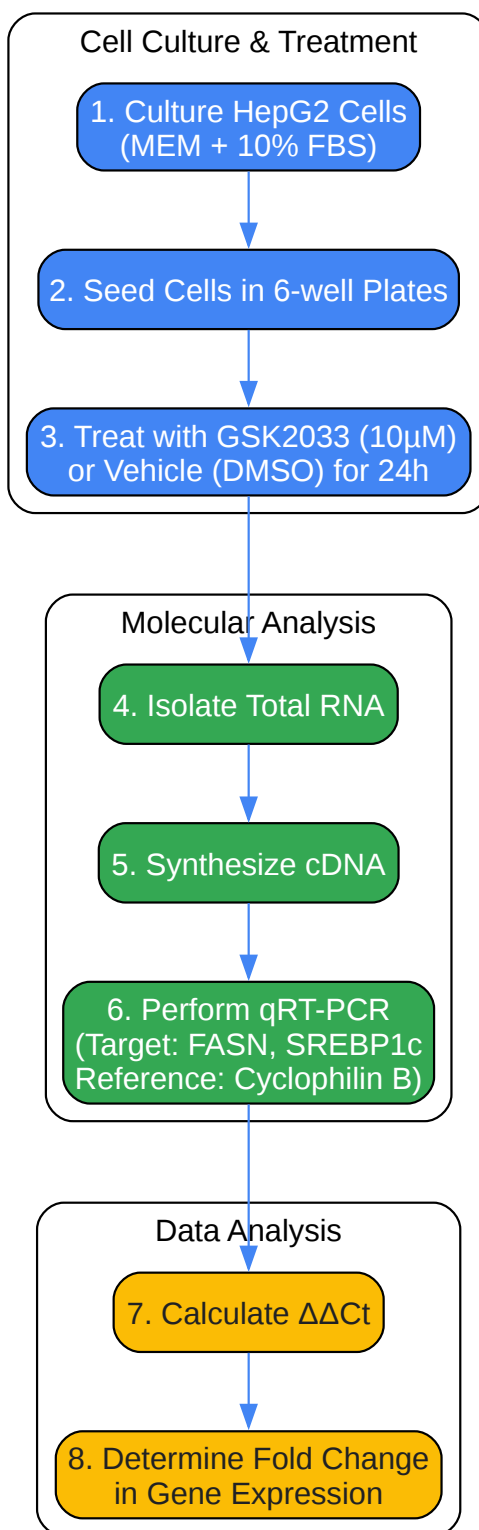 Cell Culture & Treatment
1. Culture HepG2 Cells
(MEM + 10% FBS)
2. Seed Cells in 6-well Plates
3. Treat with GSK2033 (10µM)
or Vehicle (DMSO) for 24h
Molecular Analysis
4. Isolate Total RNA
5. Synthesize cDNA
6. Perform qRT-PCR
(Target: FASN, SREBP1c
Reference: Cyclophilin B)
Data Analysis
7. Calculate ΔΔCt
8. Determine Fold Change
in Gene Expression